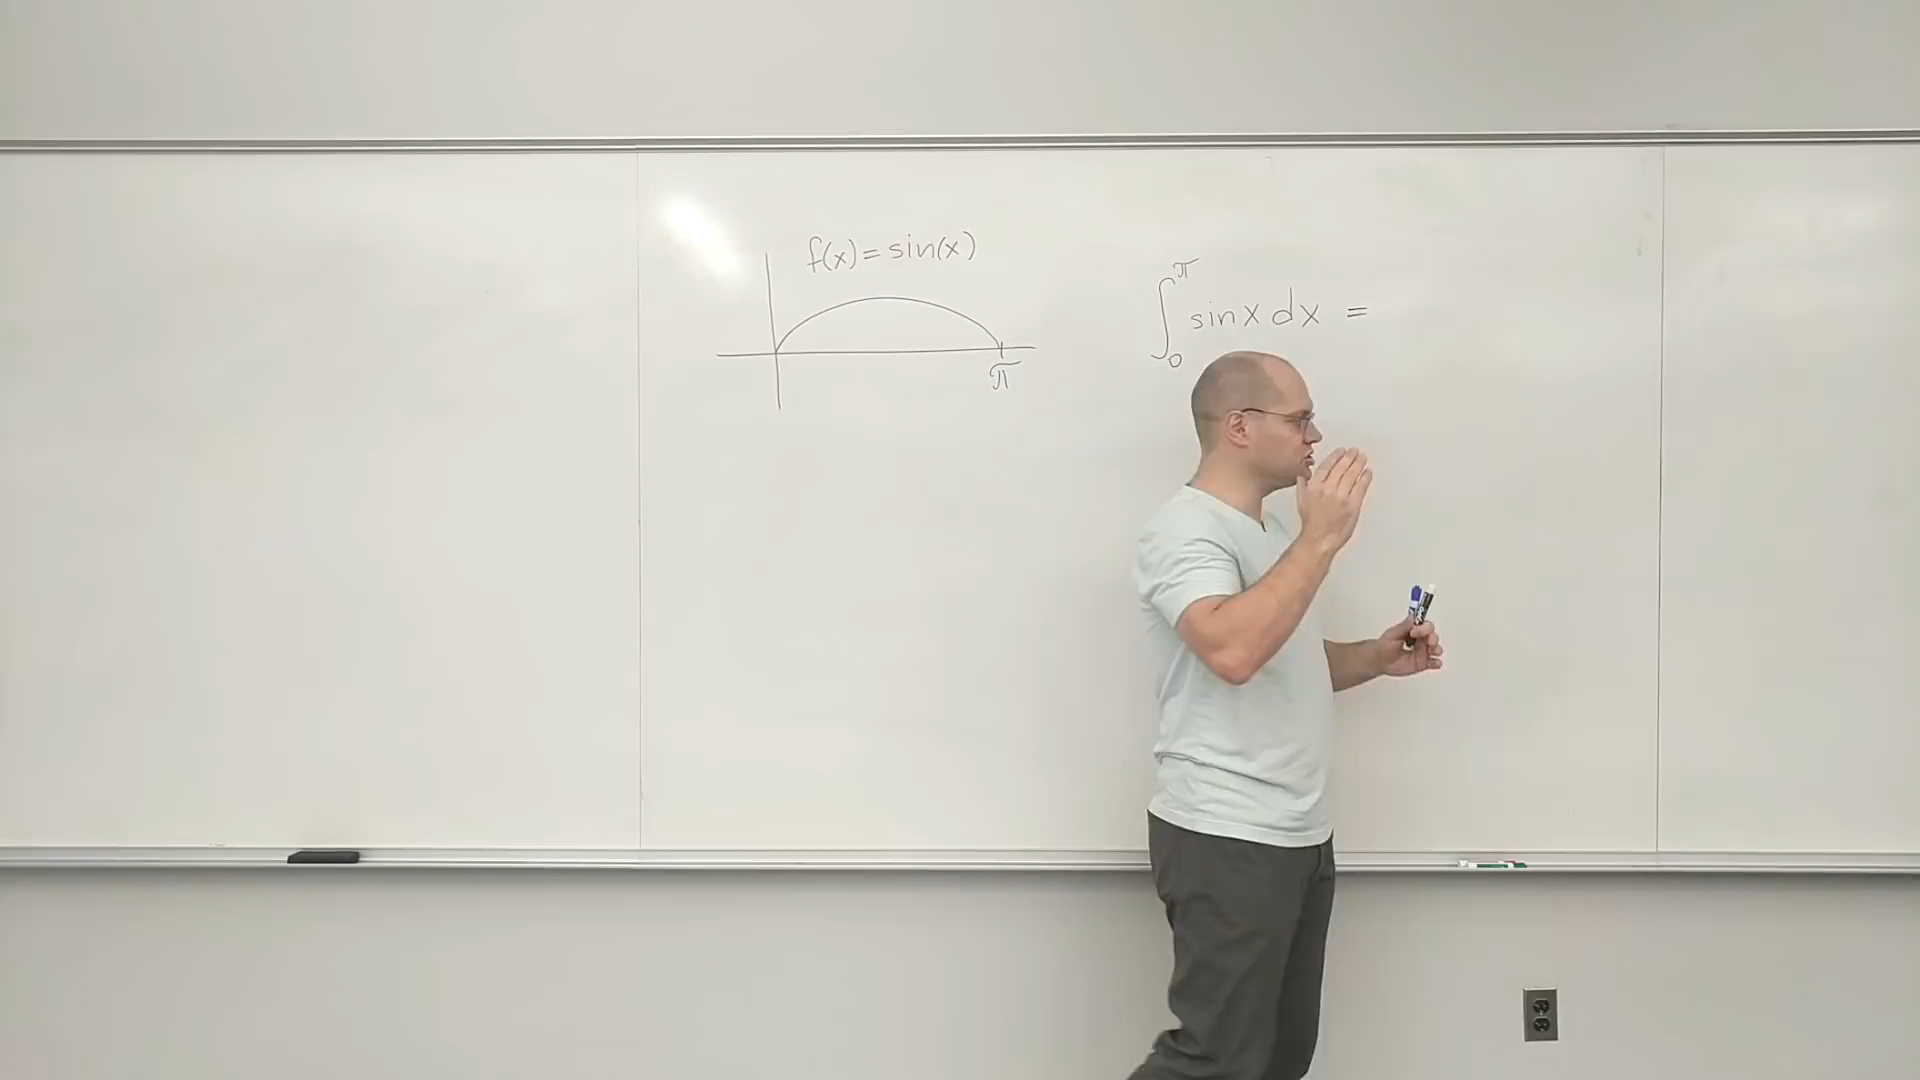 f(x) = sin(x)
π
∫₀^π sin x dx =